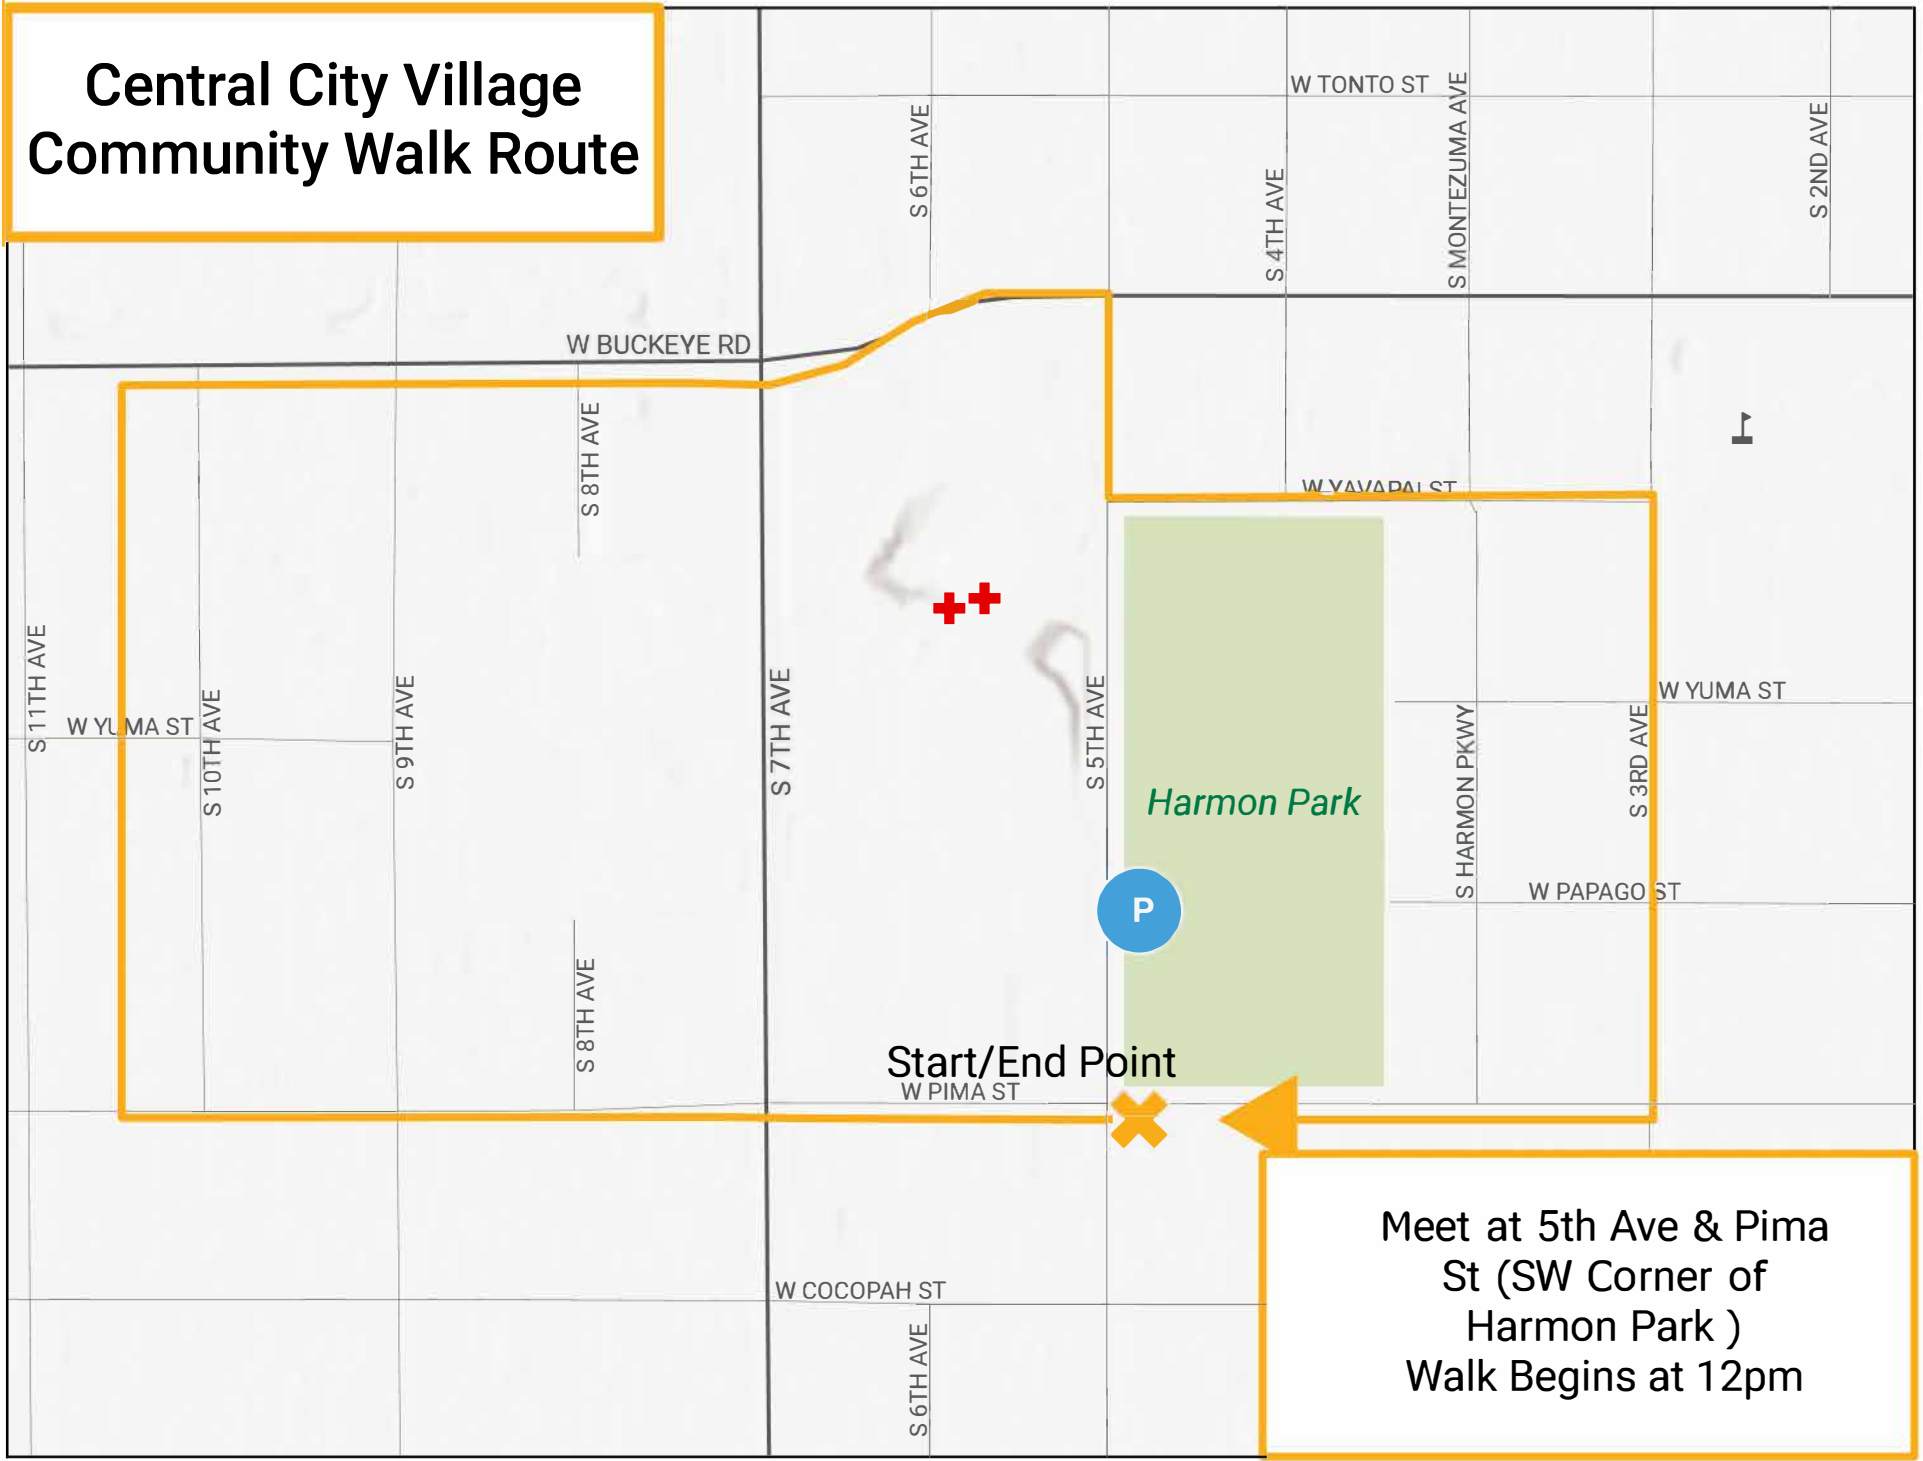 Central City Village
Community Walk Route
W TONTO ST
S 6TH AVE
S 4TH AVE
S MONTEZUMA AVE
S 2ND AVE
W BUCKEYE RD
S 8TH AVE
W YAVAPAI ST
S 11TH AVE
W YUMA ST
S 10TH AVE
S 9TH AVE
S 7TH AVE
S 5TH AVE
Harmon Park
S HARMON PKWY
S 3RD AVE
W YUMA ST
W PAPAGO ST
P
S 8TH AVE
Start/End Point
W PIMA ST
W COCOPAH ST
S 6TH AVE
Meet at 5th Ave & Pima
St (SW Corner of
Harmon Park )
Walk Begins at 12pm